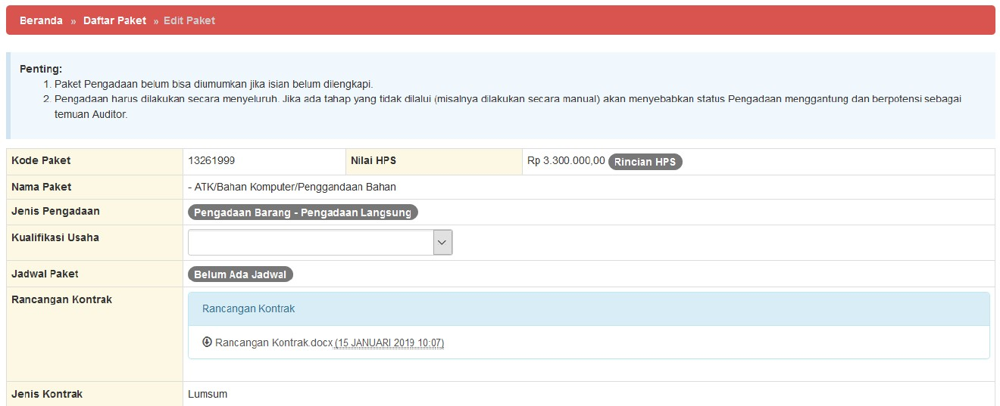 Beranda » Daftar Paket » Edit Paket
Penting:
1. Paket Pengadaan belum bisa diumumkan jika isian belum dilengkapi.
2. Pengadaan harus dilakukan secara menyeluruh. Jika ada tahap yang tidak dilalui (misalnya dilakukan secara manual) akan menyebabkan status Pengadaan menggantung dan berpotensi sebagai
temuan Auditor.
Kode Paket 13261999 Nilai HPS Rp 3.300.000,00 Rincian HPS
Nama Paket - ATK/Bahan Komputer/Penggandaan Bahan
Jenis Pengadaan Pengadaan Barang - Pengadaan Langsung
Kualifikasi Usaha
Jadwal Paket Belum Ada Jadwal
Rancangan Kontrak Rancangan Kontrak
Rancangan Kontrak.docx (15 JANUARI 2019 10:07)
Jenis Kontrak Lumsum